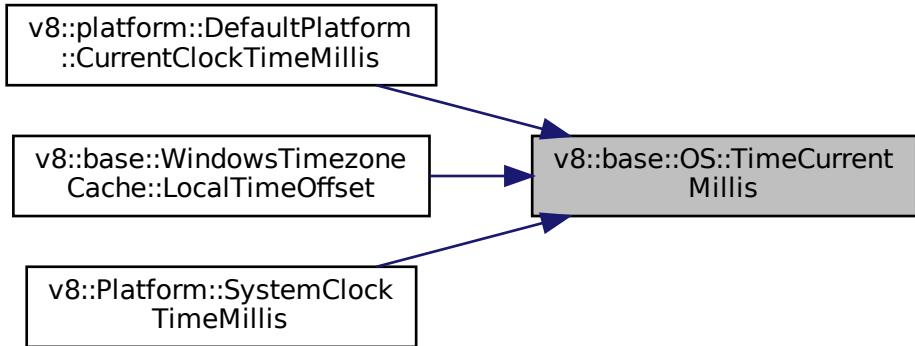 v8::platform::DefaultPlatform
::CurrentClockTimeMillis
v8::base::WindowsTimezone
Cache::LocalTimeOffset
v8::base::OS::TimeCurrent
Millis
v8::Platform::SystemClock
TimeMillis